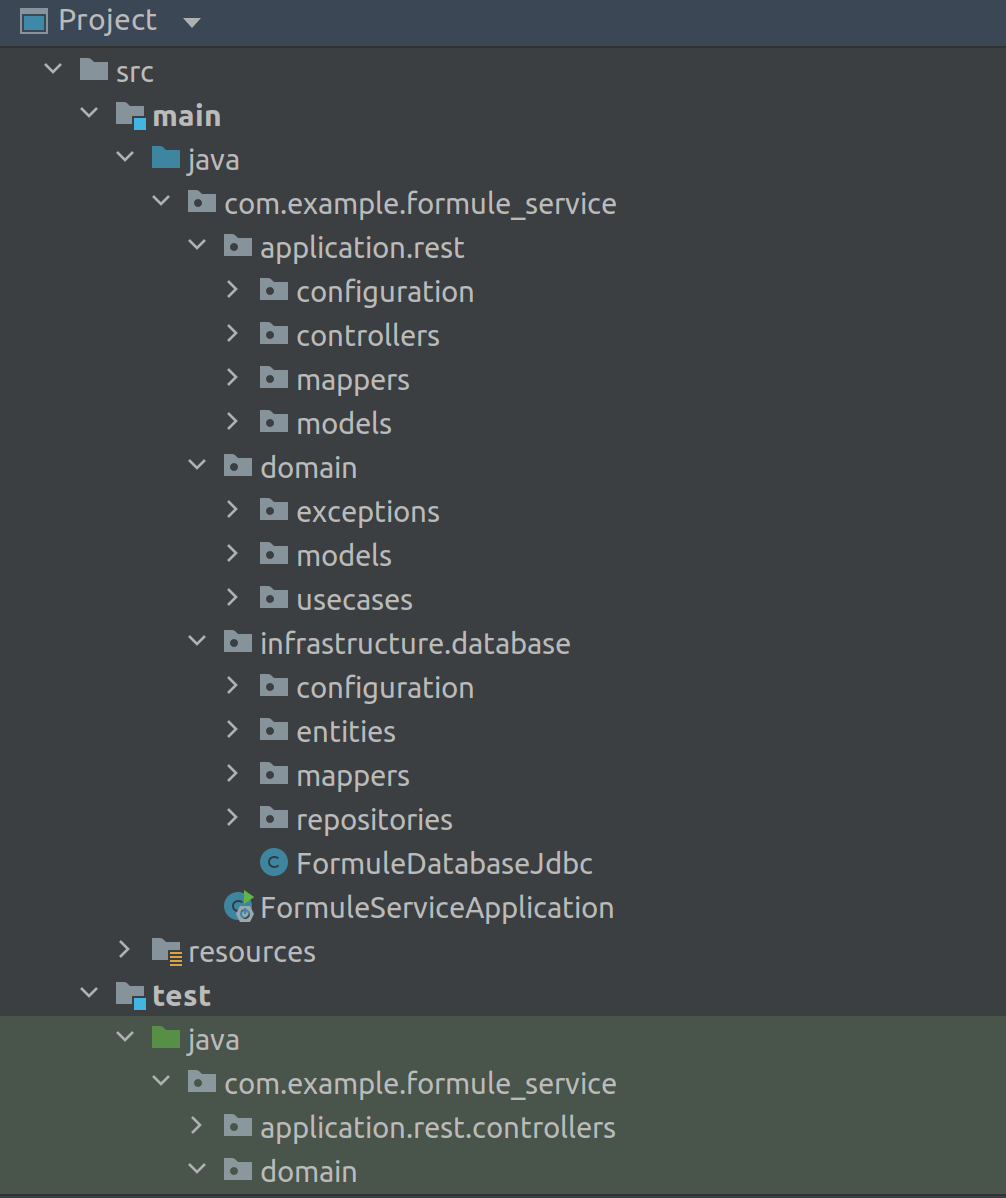 Project
src
main
java
com.example.formule_service
application.rest
configuration
controllers
mappers
models
domain
exceptions
models
usecases
infrastructure.database
configuration
entities
mappers
repositories
FormuleDatabaseJdbc
FormuleServiceApplication
resources
test
java
com.example.formule_service
application.rest.controllers
domain